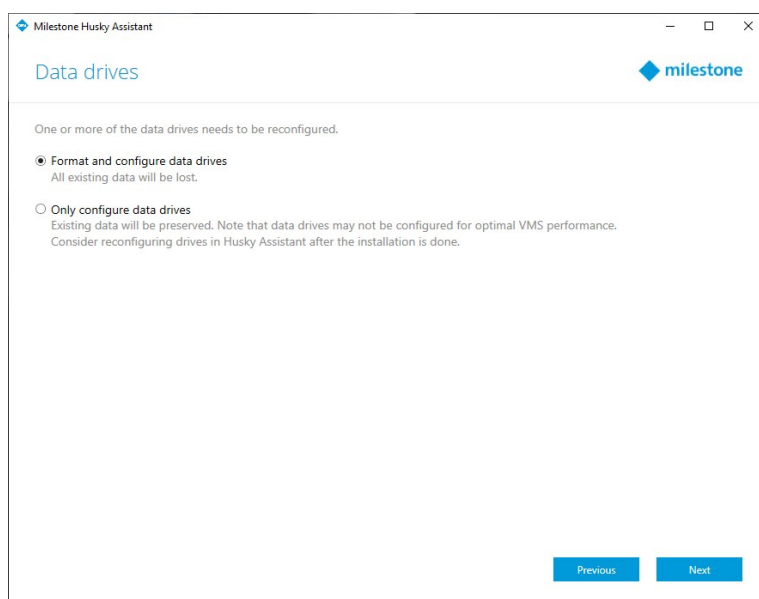 Milestone Husky Assistant
Data drives
milestone
One or more of the data drives needs to be reconfigured.
Format and configure data drives
All existing data will be lost.
Only configure data drives
Existing data will be preserved. Note that data drives may not be configured for optimal VMS performance.
Consider reconfiguring drives in Husky Assistant after the installation is done.
Previous
Next